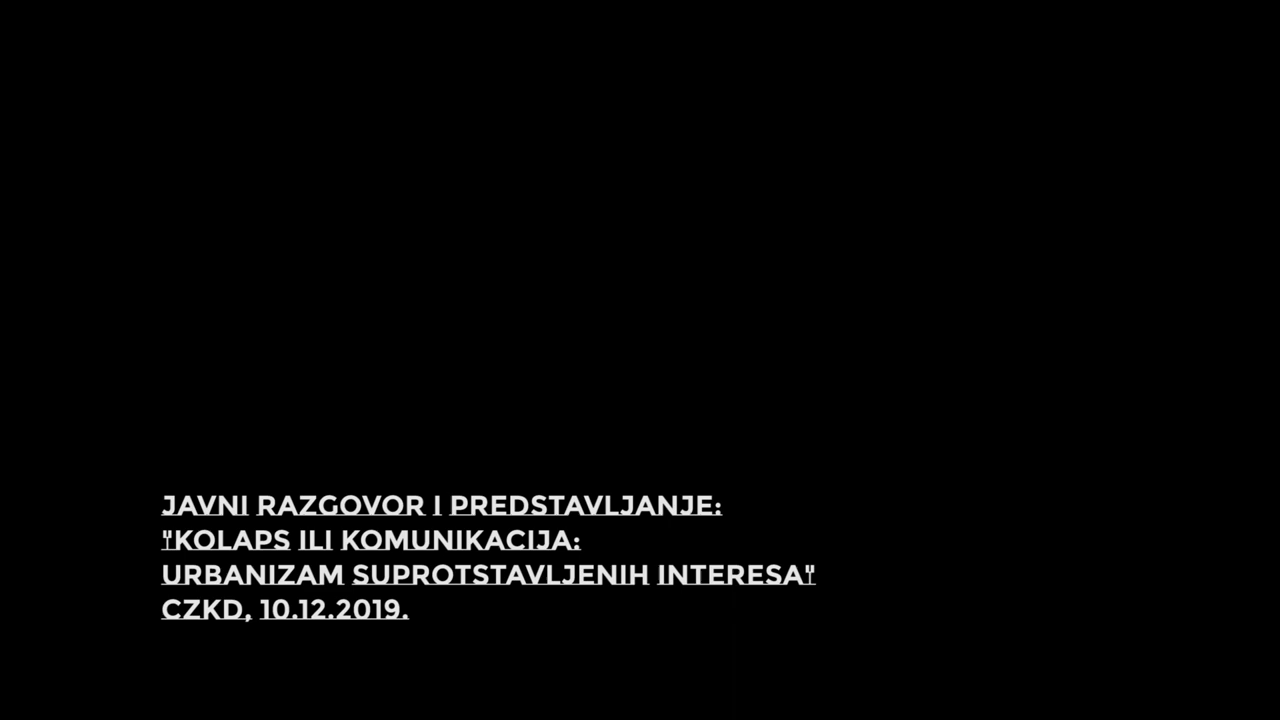 JAVNI RAZGOVOR I PREDSTAVLJANJE:
"KOLAPS ILI KOMUNIKACIJA:
URBANIZAM SUPROTSTAVLJENIH INTERESA"
CZKD, 10.12.2019.